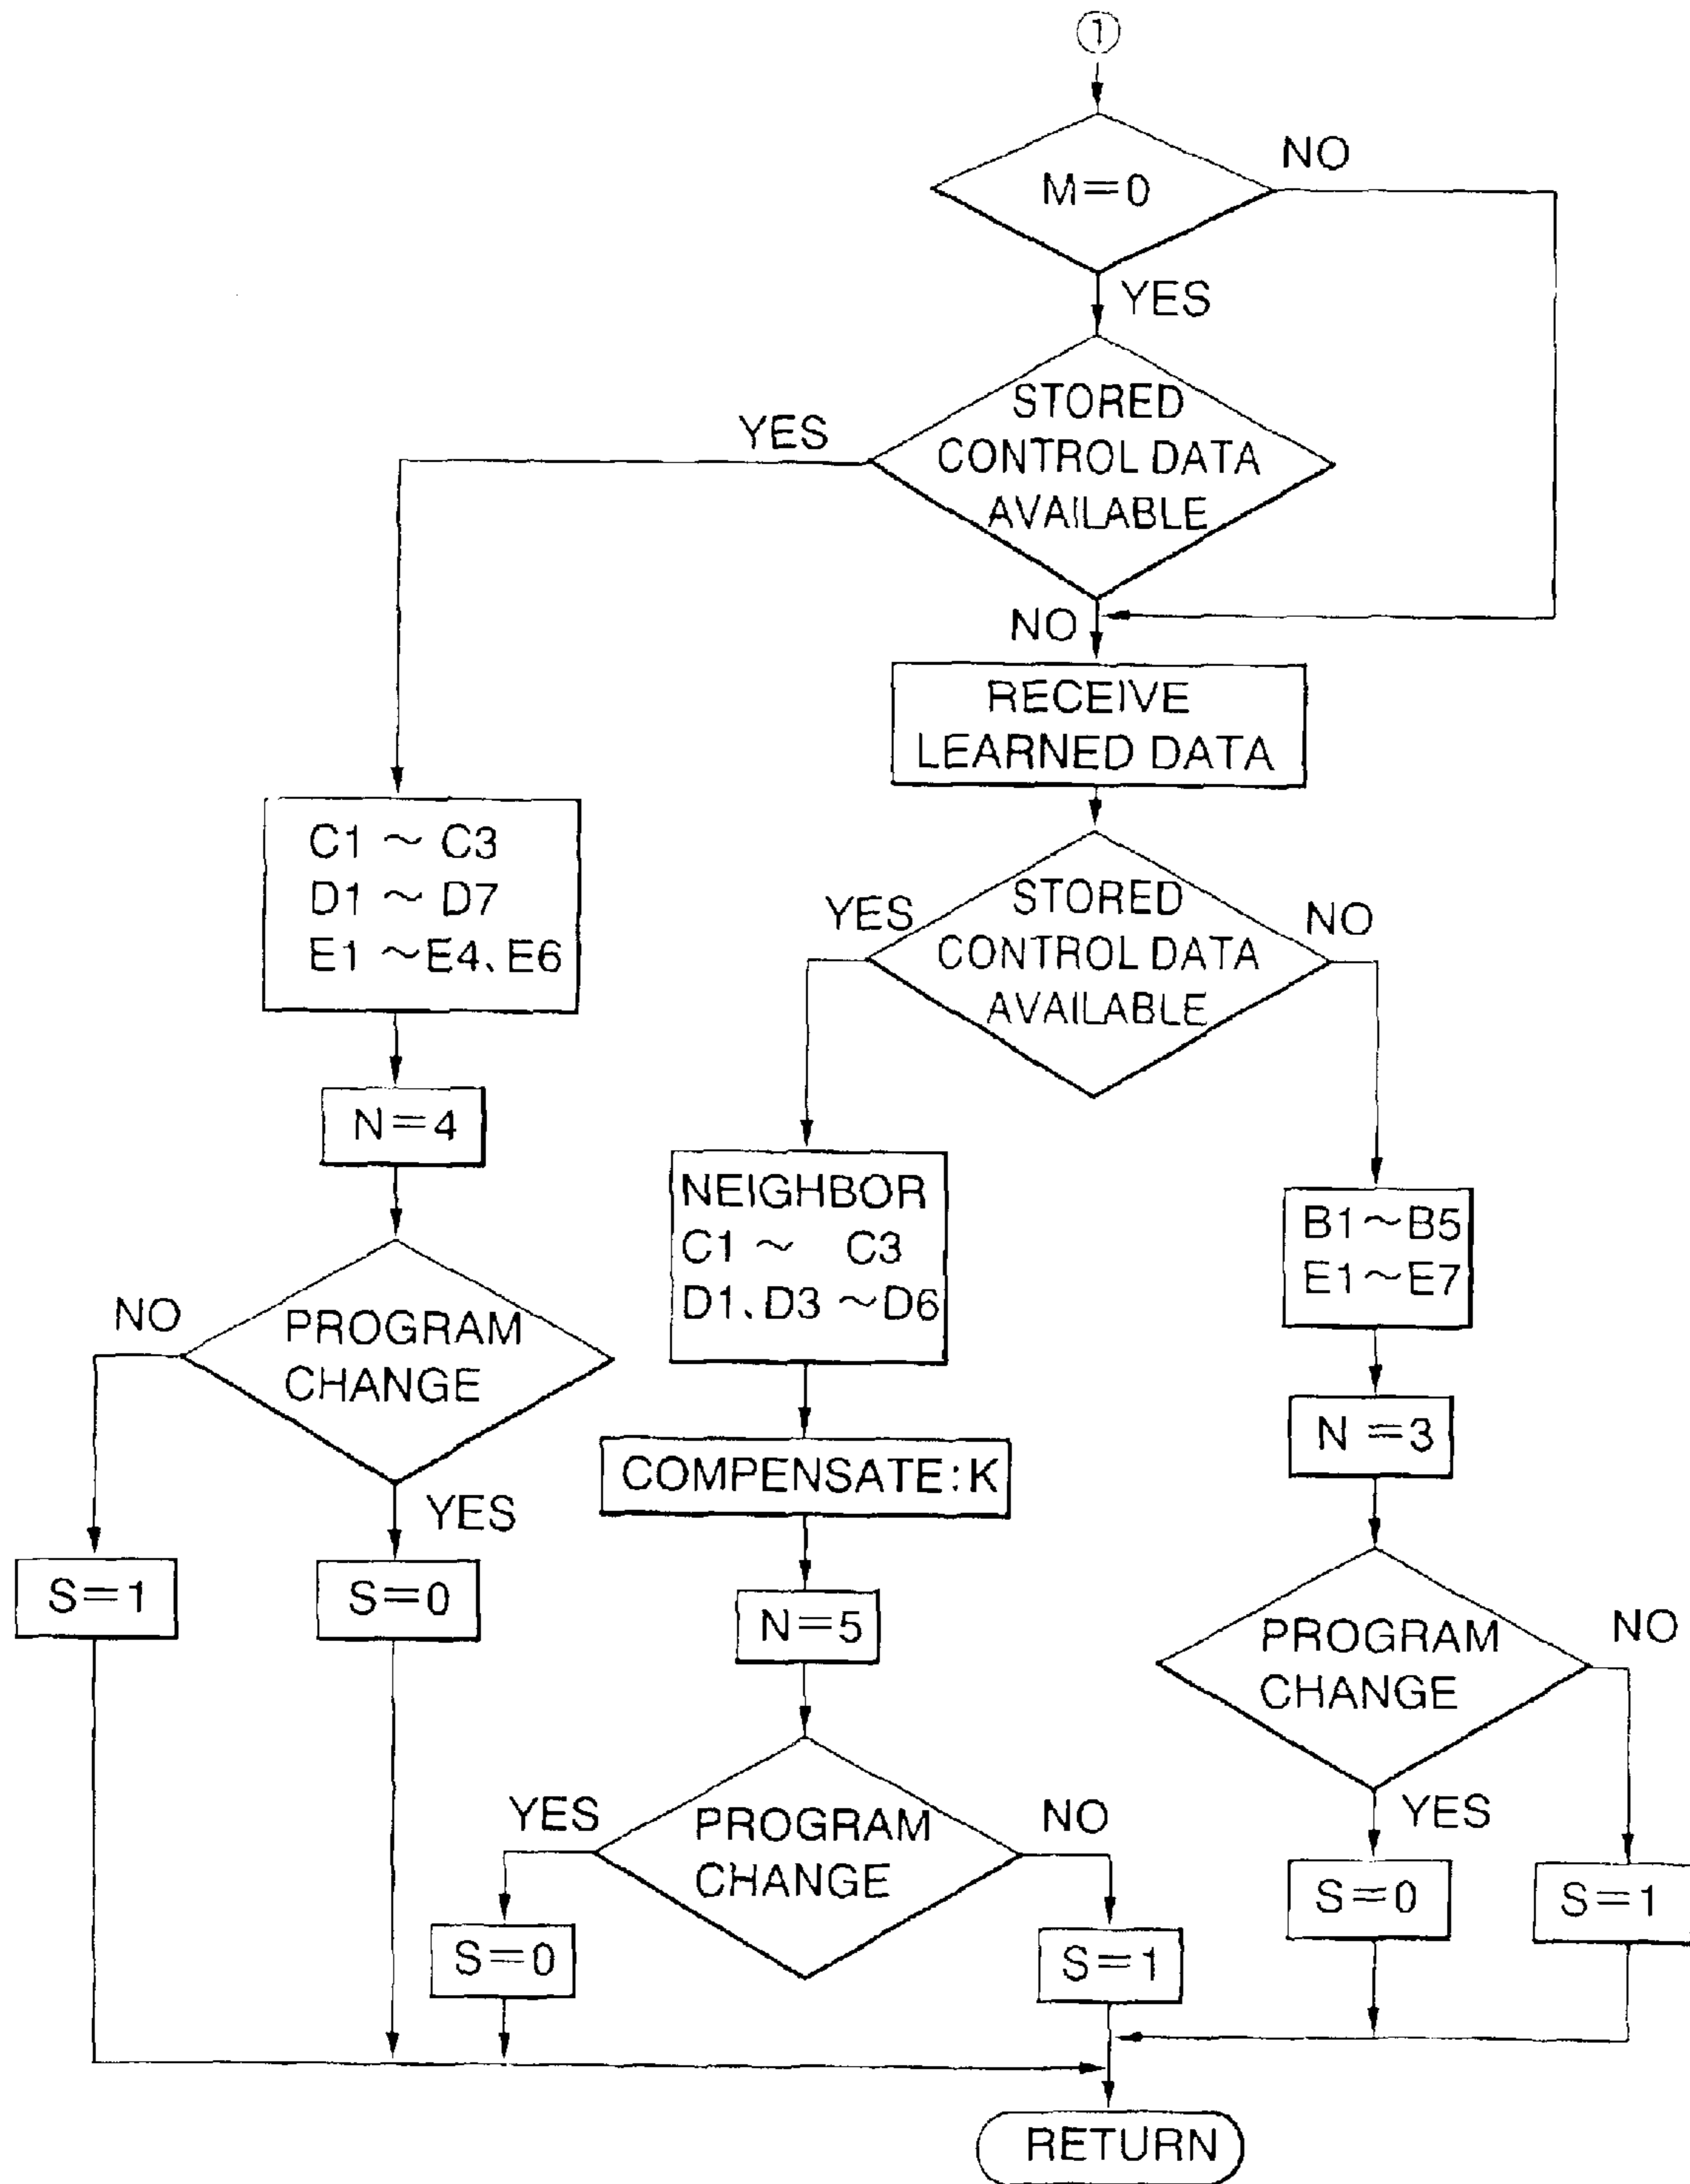 1
M=0
NO
YES
STORED
CONTROL DATA
AVAILABLE
YES
NO
RECEIVE
LEARNED DATA
C1 ~ C3
D1 ~ D7
E1 ~E4、E6
STORED
CONTROL DATA
AVAILABLE
YES
NO
N=4
NEIGHBOR
C1 ~ C3
D1、D3 ~D6
B1~B5
E1~E7
PROGRAM
CHANGE
NO
YES
COMPENSATE:K
N =3
S=1
S=0
N=5
PROGRAM
CHANGE
NO
YES
PROGRAM
CHANGE
YES
NO
S=0
S=1
S=0
S=1
RETURN